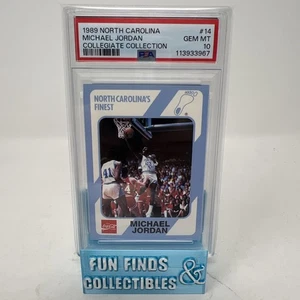 1989 NORTH CAROLINA #14
MICHAEL JORDAN GEM MT
COLLEGIATE COLLECTION 10
PSA 113933967
NORTH CAROLINA'S
FINEST
41
MICHAEL
JORDAN
FUN FINDS &
COLLECTIBLES